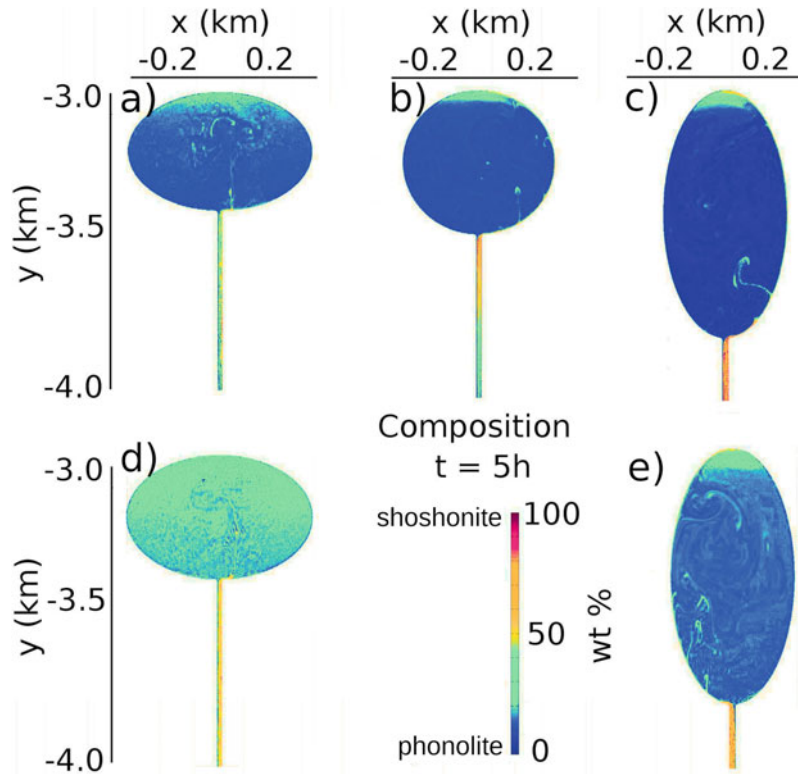 x (km)
-0.2 0.2
x (km)
-0.2 0.2
x (km)
-0.2 0.2
y (km)
-3.0
-3.5
-4.0
a)
b)
c)
y (km)
-3.0
-3.5
-4.0
d)
Composition
t = 5h
shoshonite
phonolite
100
50
0
wt %
e)